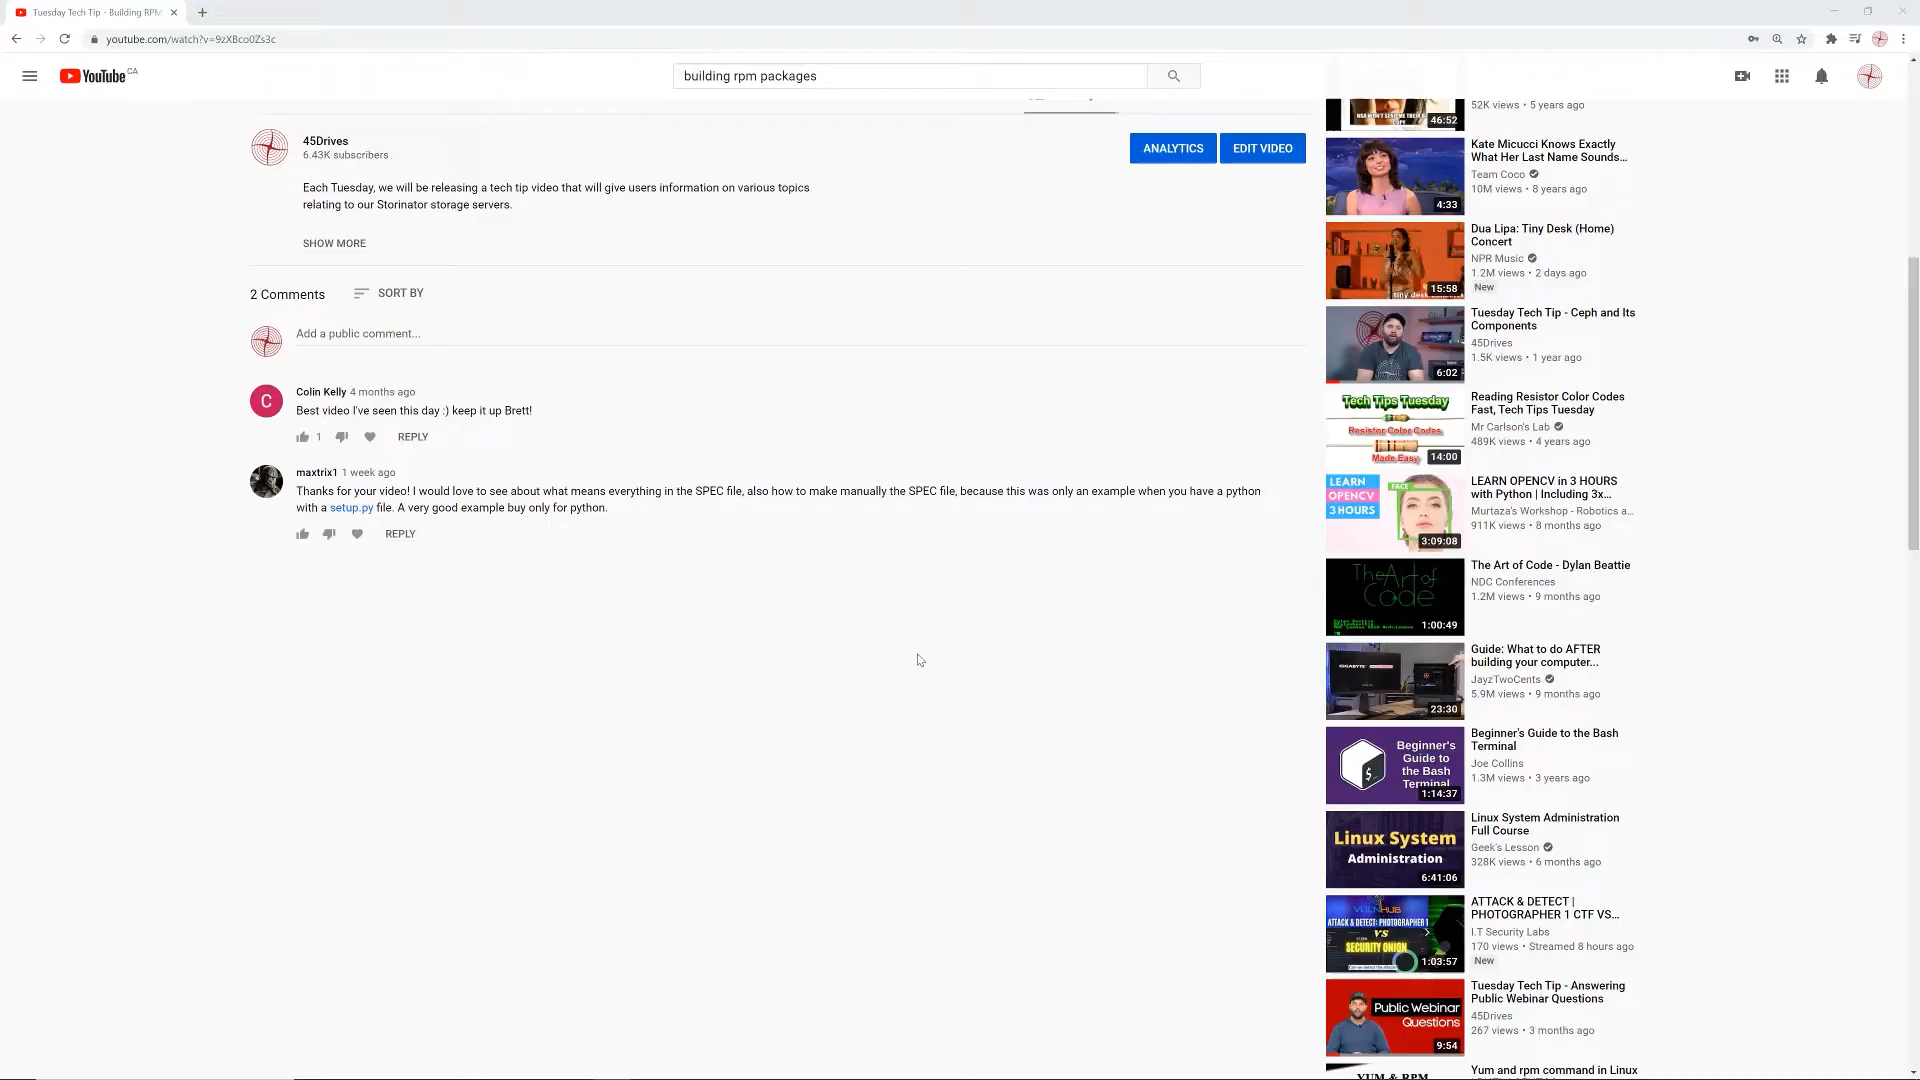 Tuesday Tech Tip - Building RPM
youtube.com/watch?v=9zXBco0Zs3c
YouTube CA
building rpm packages
45Drives
6.43K subscribers
ANALYTICS
EDIT VIDEO
Each Tuesday, we will be releasing a tech tip video that will give users information on various topics
relating to our Storinator storage servers.
SHOW MORE
2 Comments
SORT BY
Add a public comment...
C
Colin Kelly 4 months ago
Best video I've seen this day :) keep it up Brett!
1
REPLY
maxtrix1 1 week ago
Thanks for your video! I would love to see about what means everything in the SPEC file, also how to make manually the SPEC file, because this was only an example when you have a python
with a setup.py file. A very good example buy only for python.
REPLY
46:52
52K views • 5 years ago
4:33
Kate Micucci Knows Exactly
What Her Last Name Sounds...
Team Coco
10M views • 8 years ago
tiny desk
15:58
Dua Lipa: Tiny Desk (Home)
Concert
NPR Music
1.2M views • 2 days ago
New
6:02
Tuesday Tech Tip - Ceph and Its
Components
45Drives
1.5K views • 1 year ago
Tech Tips Tuesday
Resistor Color Codes
Made Easy
14:00
Reading Resistor Color Codes
Fast, Tech Tips Tuesday
Mr Carlson's Lab
489K views • 4 years ago
LEARN
OPENCV
3 HOURS
FACE
3:09:08
LEARN OPENCV in 3 HOURS
with Python | Including 3x...
Murtaza's Workshop - Robotics a...
911K views • 8 months ago
The Art of
Code
1:00:49
The Art of Code - Dylan Beattie
NDC Conferences
1.2M views • 9 months ago
GIGABYTE
23:30
Guide: What to do AFTER
building your computer...
JayzTwoCents
5.9M views • 9 months ago
Beginner's
Guide to
the Bash
Terminal
1:14:37
Beginner's Guide to the Bash
Terminal
Joe Collins
1.3M views • 3 years ago
Linux System
Administration
6:41:06
Linux System Administration
Full Course
Geek's Lesson
328K views • 6 months ago
VULNHUB
ATTACK & DETECT: PHOTOGRAPHER 1
VS
SECURITY ONION
1:03:57
ATTACK & DETECT |
PHOTOGRAPHER 1 CTF VS...
I.T Security Labs
170 views • Streamed 8 hours ago
New
Public Webinar
Questions
9:54
Tuesday Tech Tip - Answering
Public Webinar Questions
45Drives
267 views • 3 months ago
YUM & RPM
Yum and rpm command in Linux